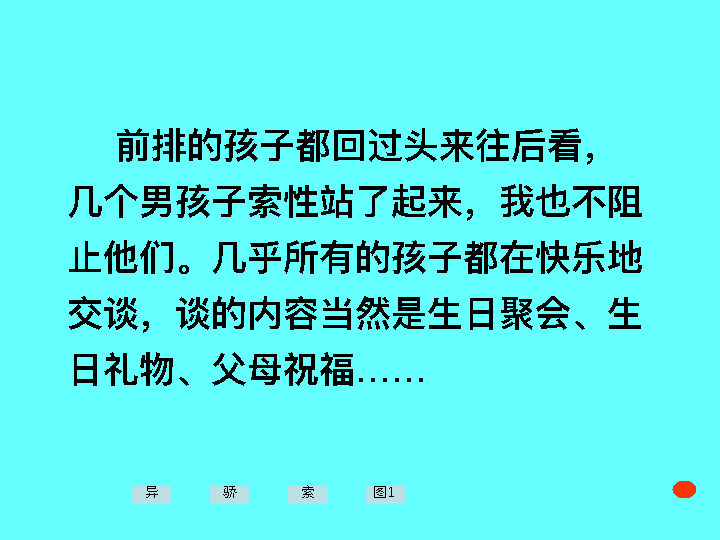 前排的孩子都回过头来往后看，
几个男孩子索性站了起来，我也不阻
止他们。几乎所有的孩子都在快乐地
交谈，谈的内容当然是生日聚会、生
日礼物、父母祝福……
异 骄 索 图1